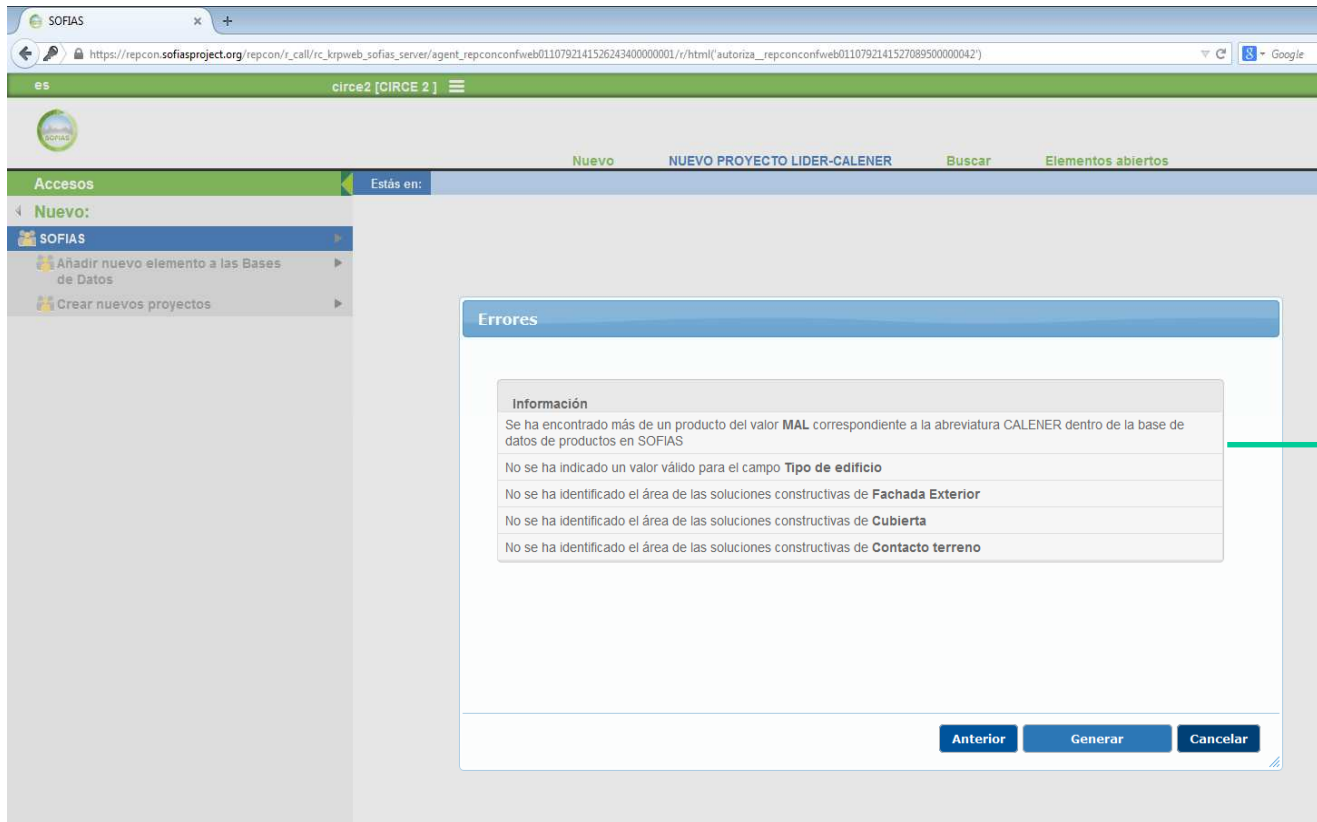 SOFIAS × +
https://repcon.sofiasproject.org/repcon/r_call/rc_krpweb_sofias_server/agent_repconconfweb0110792141526243400000001/r/html('autoriza__repconconfweb0110792141527089500000042') Google
es circe2 [CIRCE 2 ]
SOFIAS
Nuevo NUEVO PROYECTO LIDER-CALENER Buscar Elementos abiertos
Accesos Estás en:
Nuevo:
SOFIAS
Añadir nuevo elemento a las Bases
de Datos
Crear nuevos proyectos
Errores
Información
Se ha encontrado más de un producto del valor MAL correspondiente a la abreviatura CALENER dentro de la base de
datos de productos en SOFIAS
No se ha indicado un valor válido para el campo Tipo de edificio
No se ha identificado el área de las soluciones constructivas de Fachada Exterior
No se ha identificado el área de las soluciones constructivas de Cubierta
No se ha identificado el área de las soluciones constructivas de Contacto terreno
Anterior Generar Cancelar